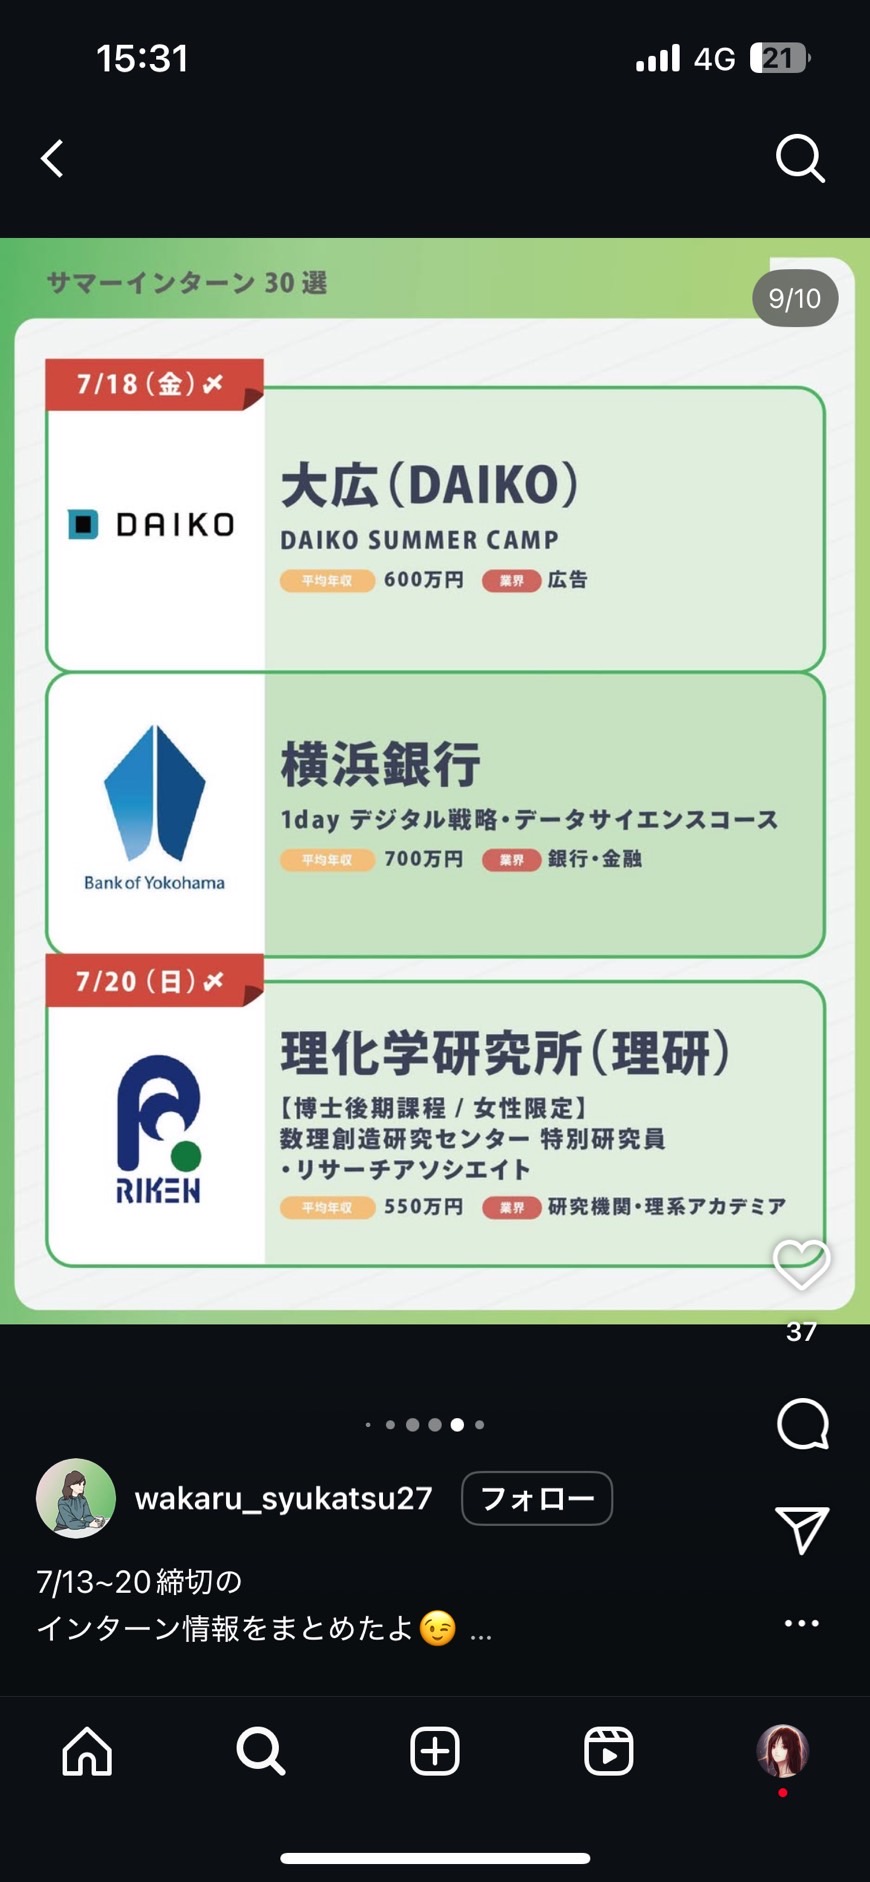 15:31
4G 21
サマーインターン 30 選
9/10
7/18（金）〆
DAIKO
大広（DAIKO）
DAIKO SUMMER CAMP
平均年収 600万円 業界 広告
Bank of Yokohama
横浜銀行
1day デジタル戦略・データサイエンスコース
平均年収 700万円 業界 銀行・金融
7/20（日）〆
RIKEN
理化学研究所（理研）
【博士後期課程 / 女性限定】
数理創造研究センター 特別研究員
・リサーチアソシエイト
平均年収 550万円 業界 研究機関・理系アカデミア
37
wakaru_syukatsu27 フォロー
7/13~20締切の
インターン情報をまとめたよ😉 ...